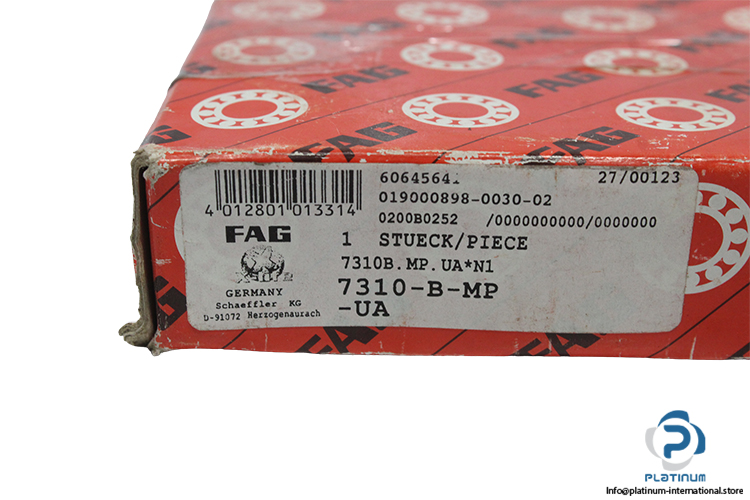 FAG
FAG
FAG
FAG
FAG
60645641
27/00123
019000898-0030-02
4 012801 013314
0200B0252 /0000000000/0000000
FAG
1 STUECK/PIECE
7310B.MP.UA*N1
GERMANY
7310-B-MP
Schaeffler KG
-UA
D-91072 Herzogenaurach
FAG
FAG
PLATINUM
Info@platinum-international.store